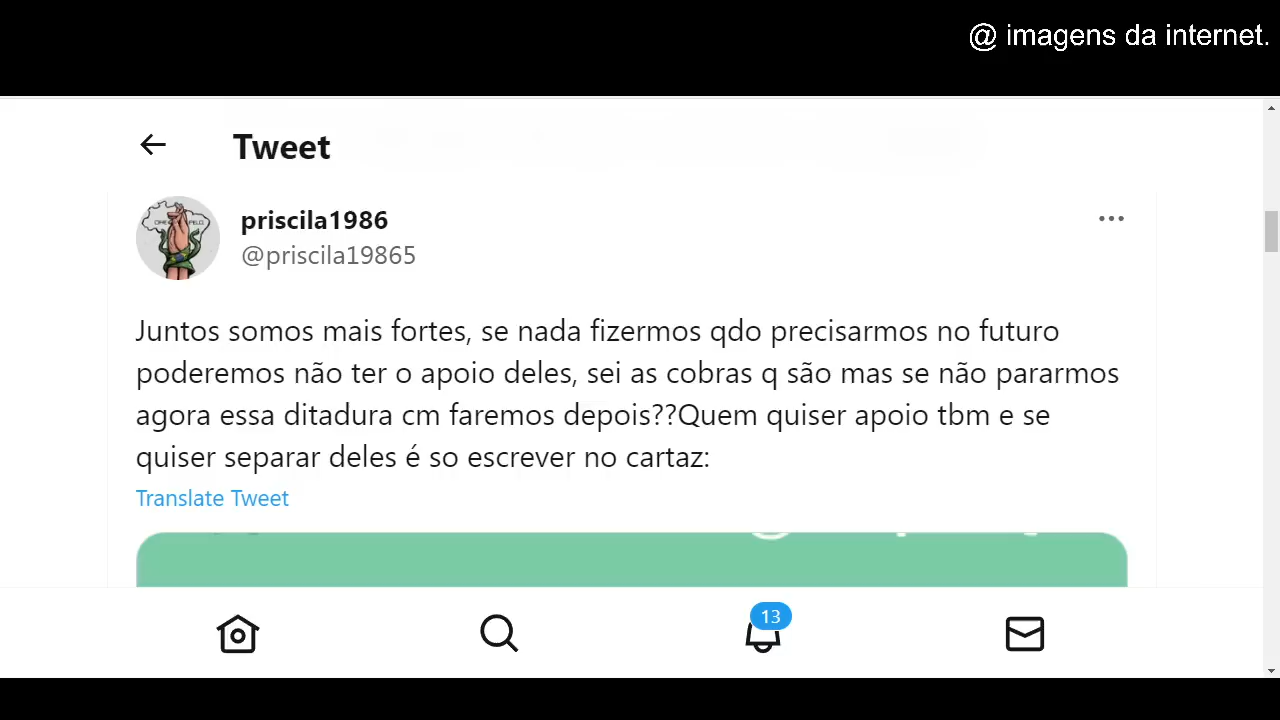 @ imagens da internet.
Tweet
priscila1986
@priscila19865
Juntos somos mais fortes, se nada fizermos qdo precisarmos no futuro
poderemos não ter o apoio deles, sei as cobras q são mas se não pararmos
agora essa ditadura cm faremos depois??Quem quiser apoio tbm e se
quiser separar deles é so escrever no cartaz:
Translate Tweet
13